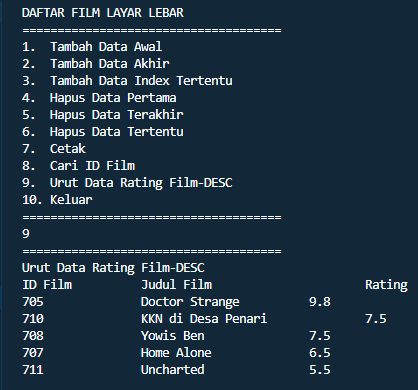 DAFTAR FILM LAYAR LEBAR
=====================================
1.  Tambah Data Awal
2.  Tambah Data Akhir
3.  Tambah Data Index Tertentu
4.  Hapus Data Pertama
5.  Hapus Data Terakhir
6.  Hapus Data Tertentu
7.  Cetak
8.  Cari ID Film
9.  Urut Data Rating Film-DESC
10. Keluar
=====================================
9
=====================================
Urut Data Rating Film-DESC
ID Film          Judul Film                      Rating
705              Doctor Strange          9.8
710              KKN di Desa Penari              7.5
708              Yowis Ben               7.5
707              Home Alone              6.5
711              Uncharted               5.5